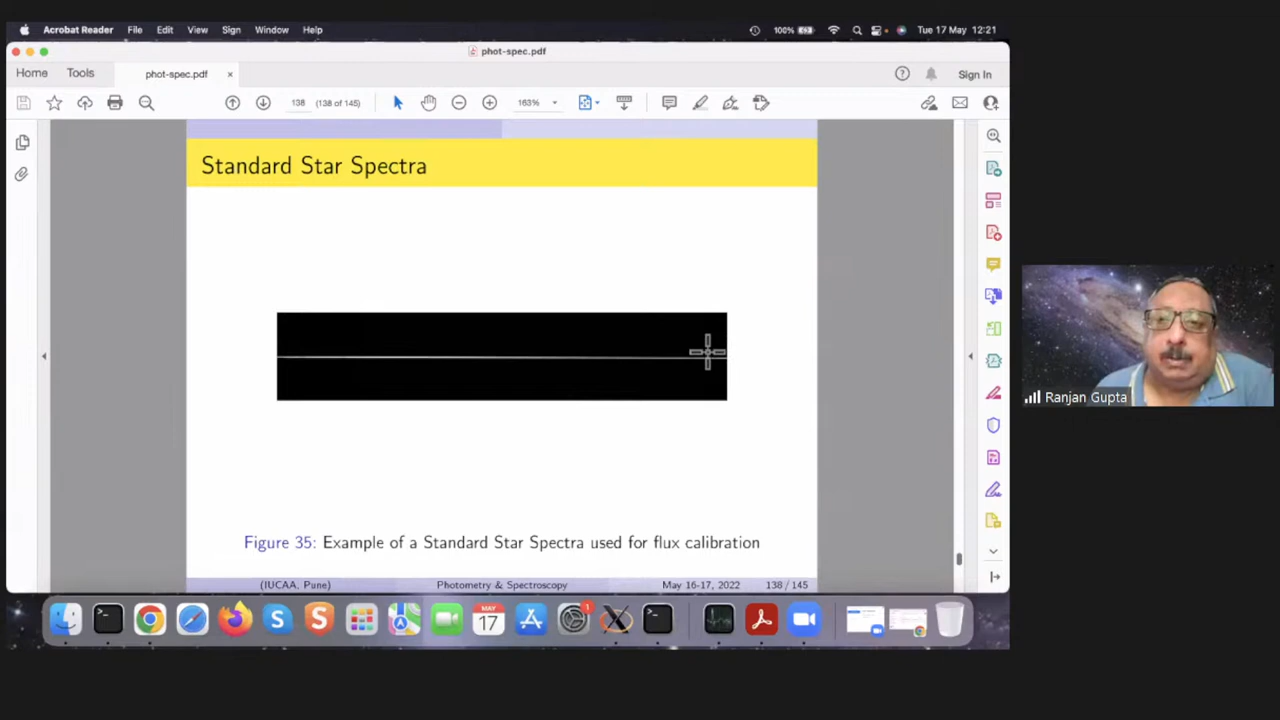 Acrobat Reader File Edit View Window Help 100% Tue 17 May 12:21
phot-spec.pdf
Home Tools phot-spec.pdf × Sign In
138 (138 of 145) 163%
Standard Star Spectra
Figure 35: Example of a Standard Star Spectra used for flux calibration
(IUCAA, Pune) Photometry & Spectroscopy May 16-17, 2022 138 / 145
Ranjan Gupta
MAY
17
1